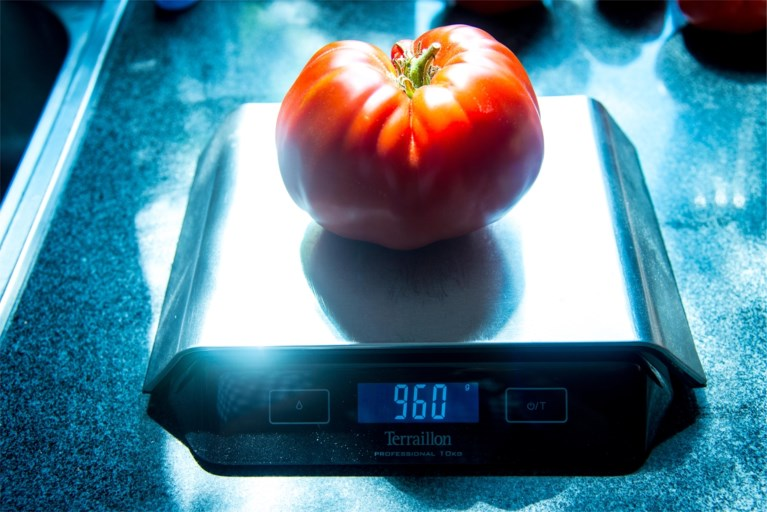 960 g
⏻/T
Terraillon
PROFESSIONAL 10KG